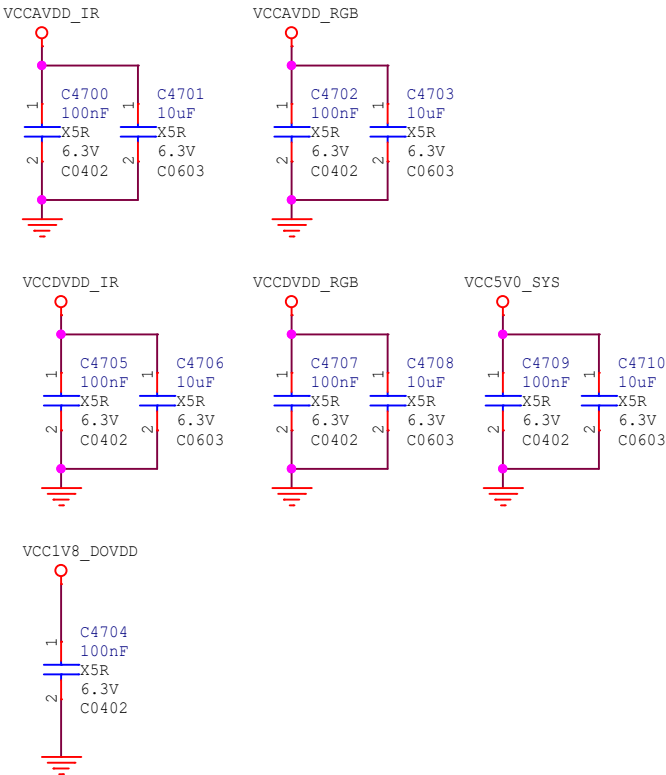 VCCAVDD_IR
VCCAVDD_RGB
C4700
100nF
X5R
6.3V
C0402
1
2
C4701
10uF
X5R
6.3V
C0603
1
2
C4702
100nF
X5R
6.3V
C0402
1
2
C4703
10uF
X5R
6.3V
C0603
1
2
VCCDVDD_IR
VCCDVDD_RGB
VCC5V0_SYS
C4705
100nF
X5R
6.3V
C0402
1
2
C4706
10uF
X5R
6.3V
C0603
1
2
C4707
100nF
X5R
6.3V
C0402
1
2
C4708
10uF
X5R
6.3V
C0603
1
2
C4709
100nF
X5R
6.3V
C0402
1
2
C4710
10uF
X5R
6.3V
C0603
1
2
VCC1V8_DOVDD
C4704
100nF
X5R
6.3V
C0402
1
2